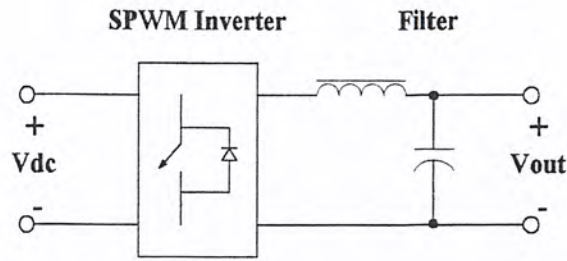 SPWM Inverter Filter
+ +
Vdc Vout
- -